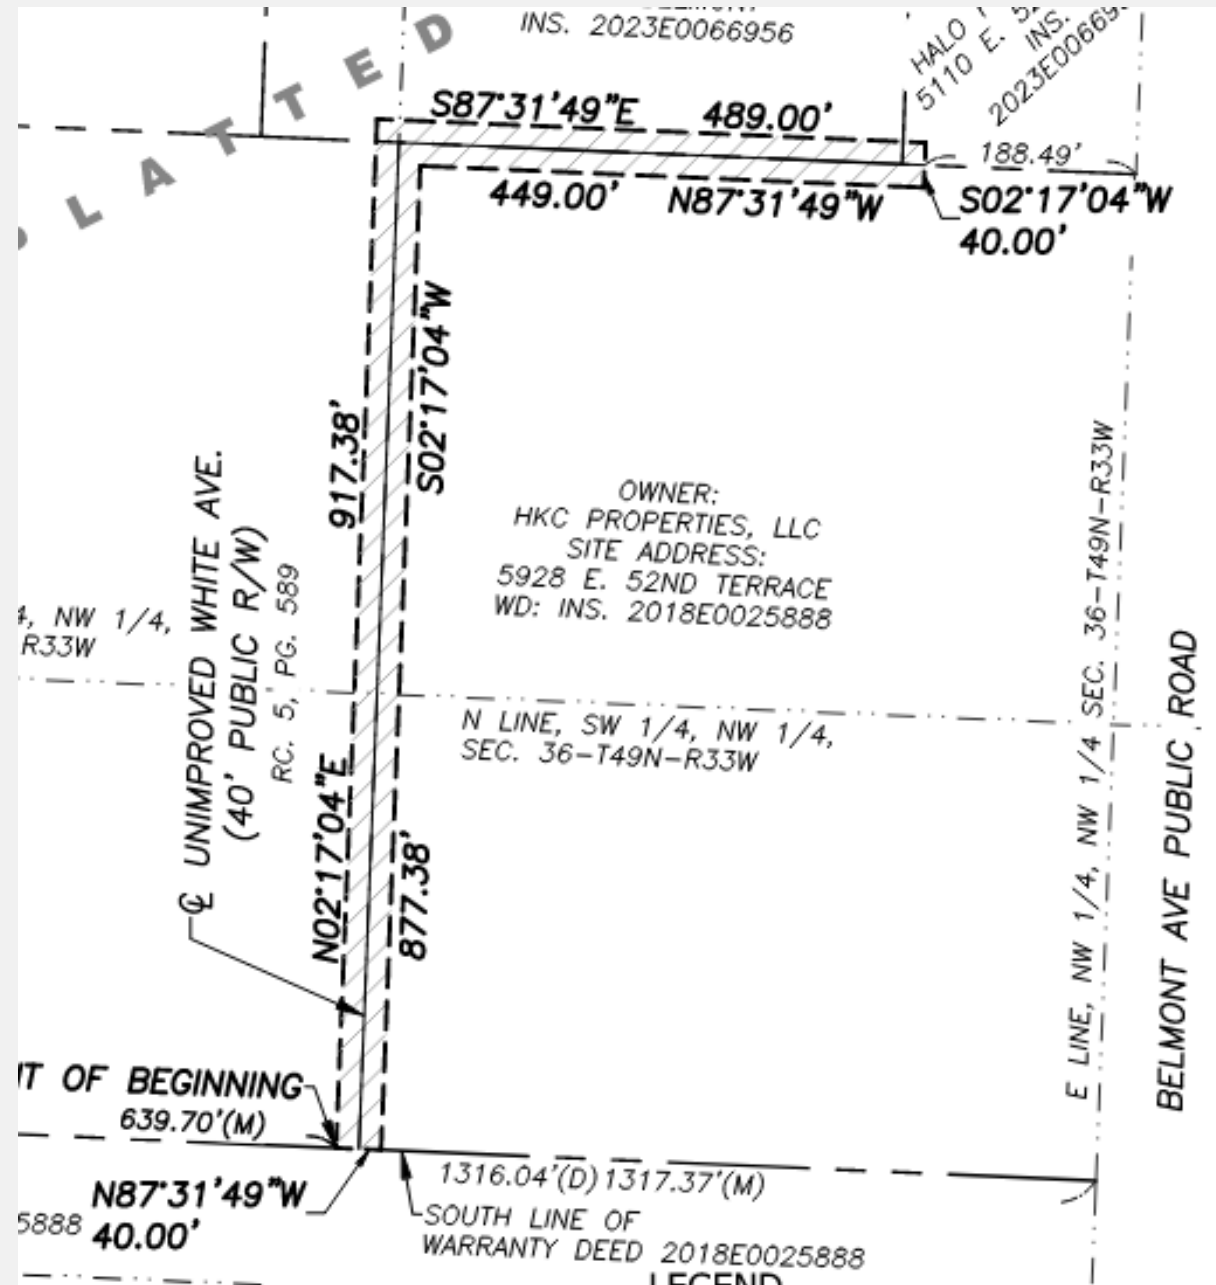 INS. 2023E0066956
HALO
5110 E.
INS.
L A T T E D
S87°31'49"E 489.00'
188.49'
449.00' N87°31'49"W
S02°17'04"W
40.00'
S02°17'04"W
917.38'
OWNER:
HKC PROPERTIES, LLC
SITE ADDRESS:
5928 E. 52ND TERRACE
WD: INS. 2018E0025888
℄ UNIMPROVED WHITE AVE.
(40' PUBLIC R/W)
RC. 5, PG. 589
NW 1/4,
R33W
N LINE, SW 1/4, NW 1/4,
SEC. 36-T49N-R33W
E LINE, NW 1/4, NW 1/4 SEC. 36-T49N-R33W
BELMONT AVE PUBLIC ROAD
N02°17'04"E
877.38'
OF BEGINNING
639.70'(M)
1316.04'(D) 1317.37'(M)
N87°31'49"W
40.00'
5888
SOUTH LINE OF
WARRANTY DEED 2018E0025888
LEGEND